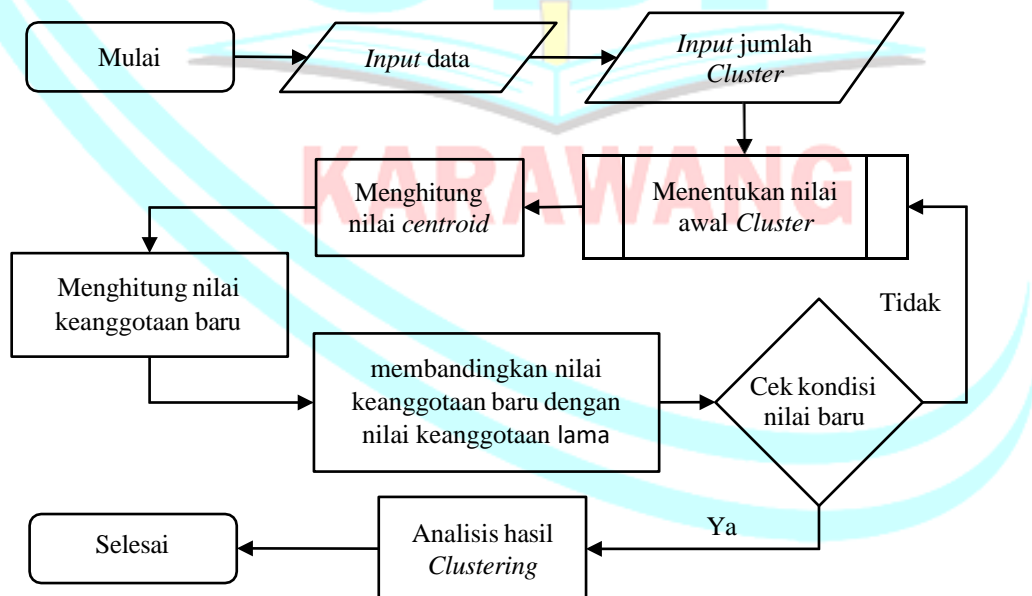 Mulai
Input data
Input jumlah
Cluster
KARAWANG
Menghitung
nilai centroid
Menentukan nilai
awal Cluster
Menghitung nilai
keanggotaan baru
Tidak
membandingkan nilai
keanggotaan baru dengan
nilai keanggotaan lama
Cek kondisi
nilai baru
Ya
Selesai
Analisis hasil
Clustering